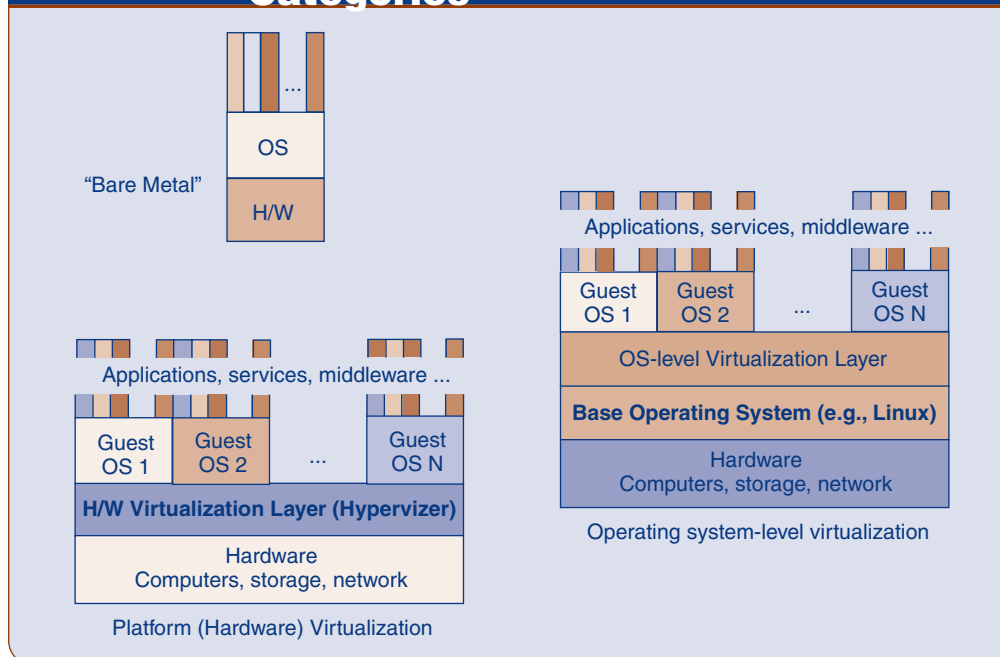 Categories
...
OS
"Bare Metal"
H/W
Applications, services, middleware ...
Guest
OS 1
Guest
OS 2
...
Guest
OS N
OS-level Virtualization Layer
Base Operating System (e.g., Linux)
Hardware
Computers, storage, network
Operating system-level virtualization
Applications, services, middleware ...
Guest
OS 1
Guest
OS 2
...
Guest
OS N
H/W Virtualization Layer (Hypervizer)
Hardware
Computers, storage, network
Platform (Hardware) Virtualization